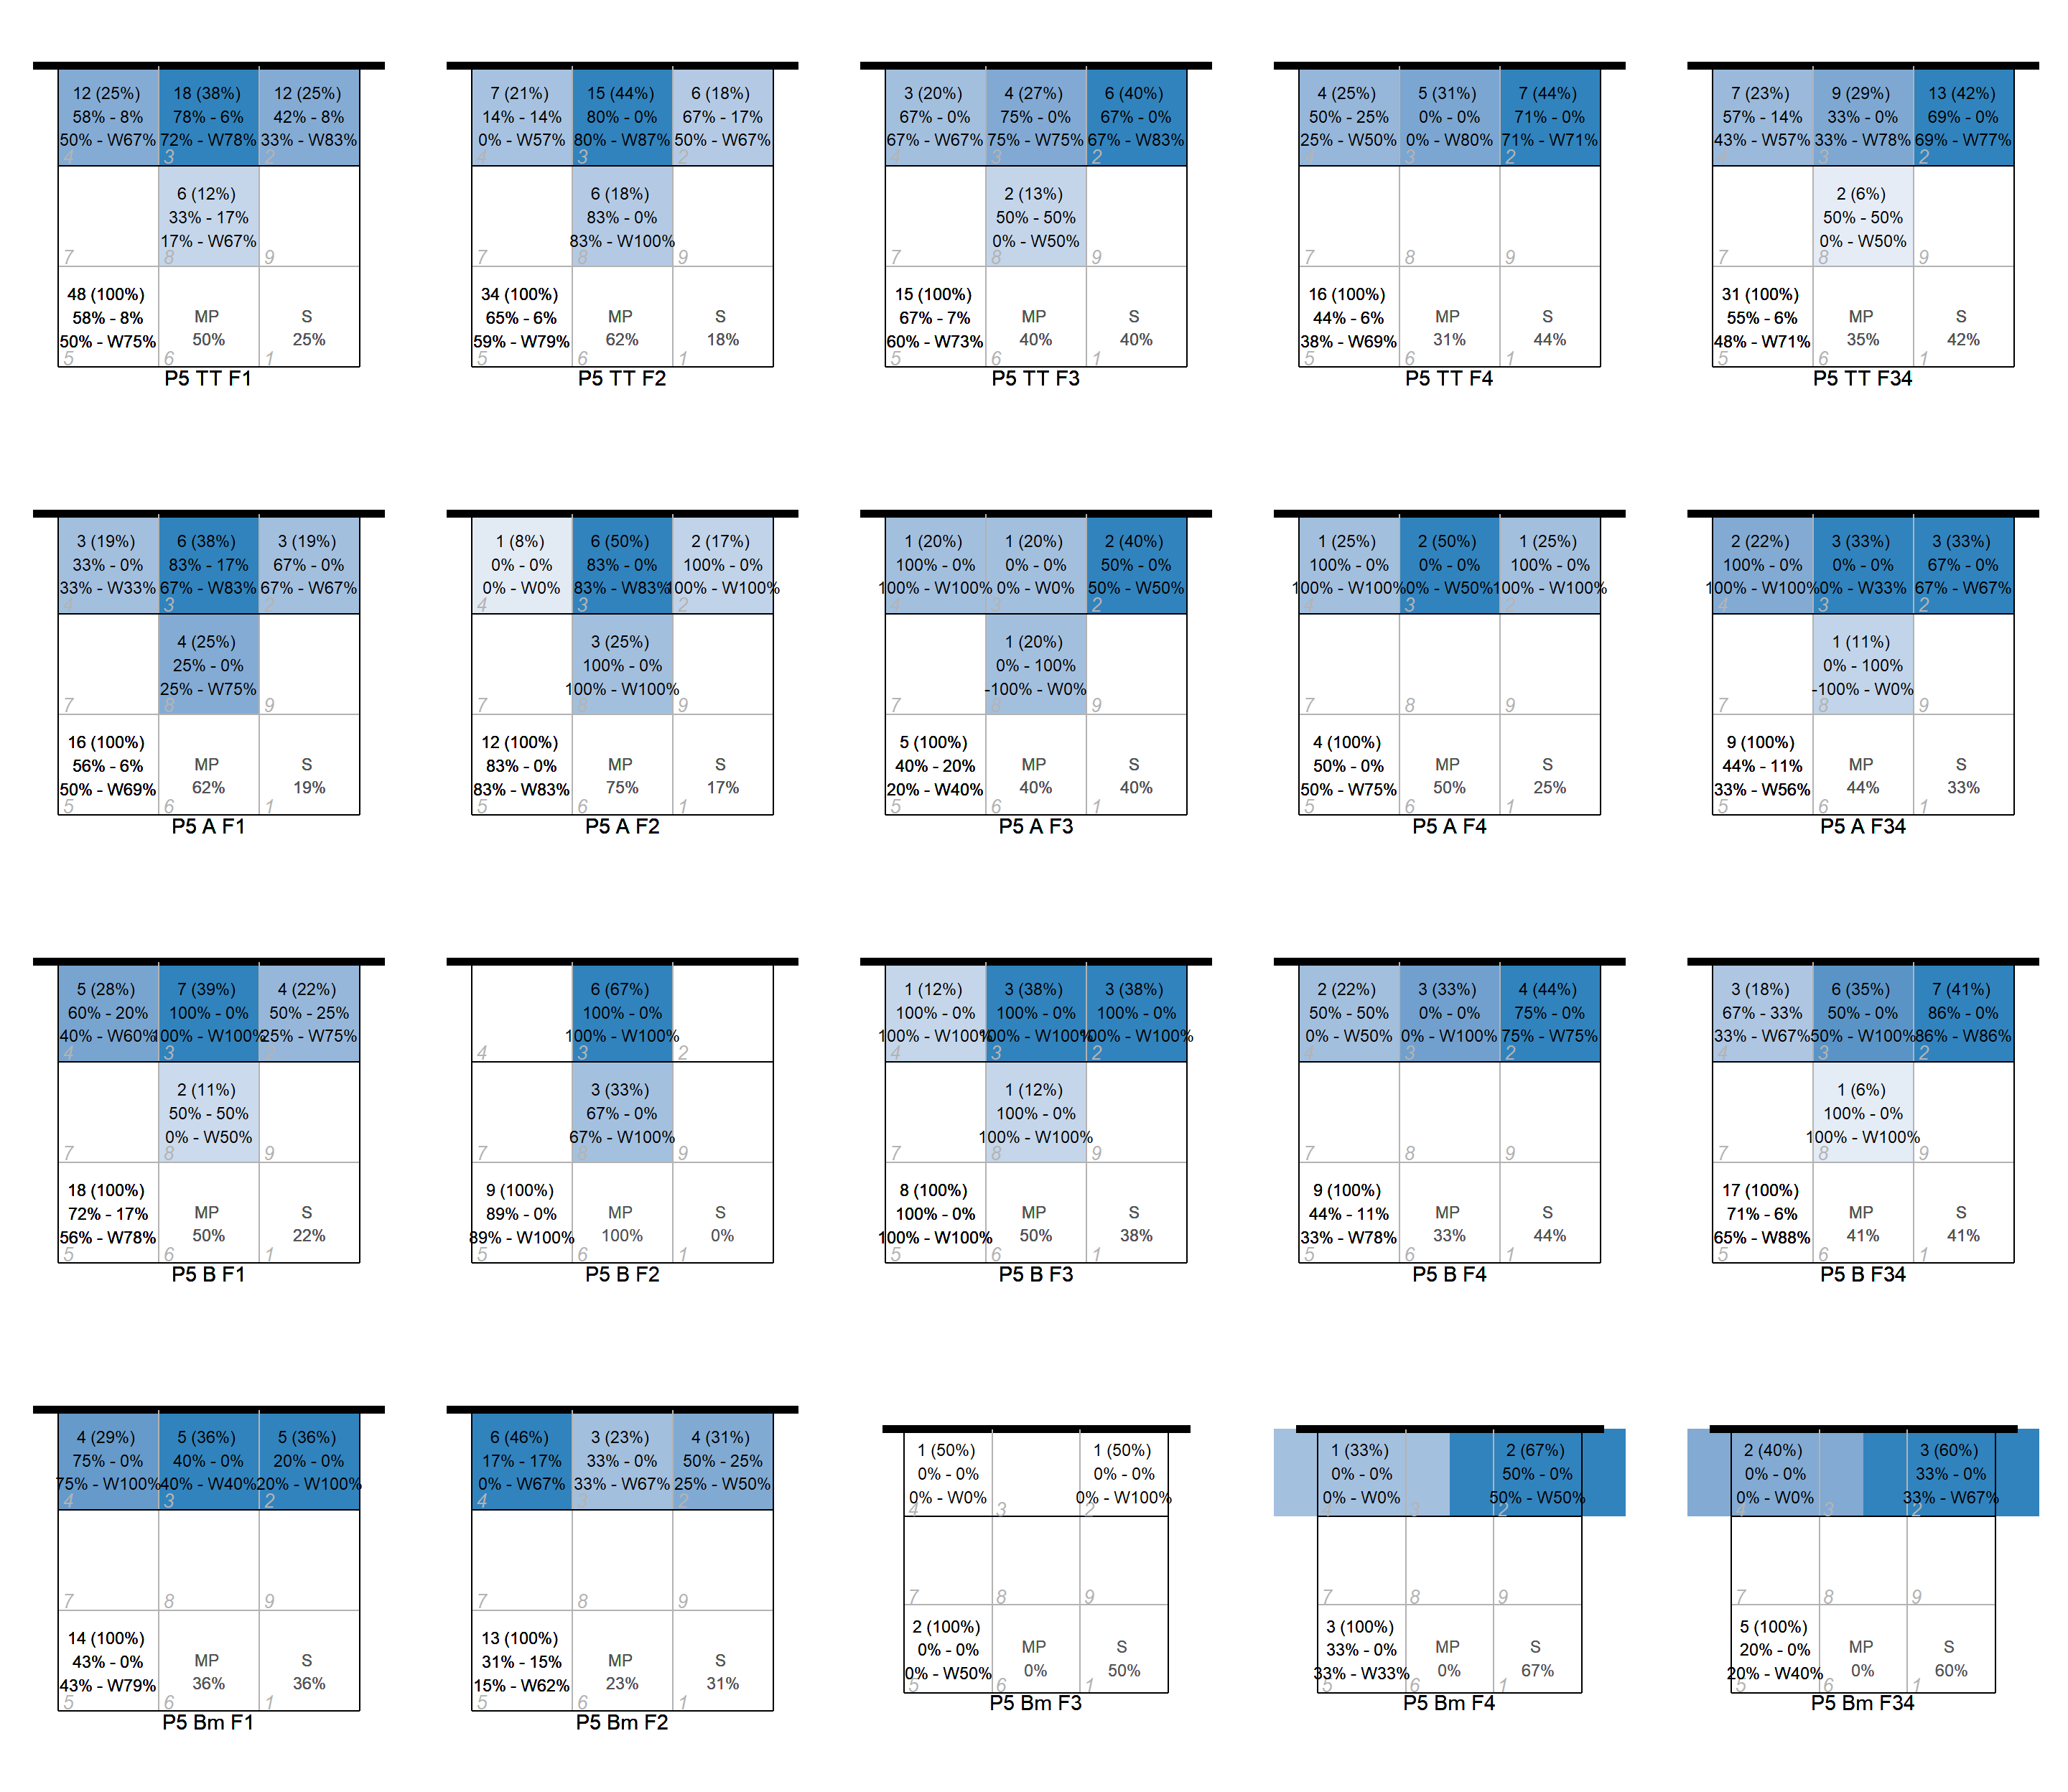 12 (25%) 18 (38%) 12 (25%)
58% - 8% 78% - 6% 42% - 8%
50% - W67% 72% - W78% 33% - W83%
4 3 2
6 (12%)
33% - 17%
17% - W67%
7 8 9
48 (100%)
58% - 8% MP S
50% - W75% 50% 25%
5 6 1
P5 TT F1
7 (21%) 15 (44%) 6 (18%)
14% - 14% 80% - 0% 67% - 17%
0% - W57% 80% - W87% 50% - W67%
4 3 2
6 (18%)
83% - 0%
83% - W100%
7 8 9
34 (100%)
65% - 6% MP S
59% - W79% 62% 18%
5 6 1
P5 TT F2
3 (20%) 4 (27%) 6 (40%)
67% - 0% 75% - 0% 67% - 0%
67% - W67% 75% - W75% 67% - W83%
4 3 2
2 (13%)
50% - 50%
0% - W50%
7 8 9
15 (100%)
67% - 7% MP S
60% - W73% 40% 40%
5 6 1
P5 TT F3
4 (25%) 5 (31%) 7 (44%)
50% - 25% 0% - 0% 71% - 0%
25% - W50% 0% - W80% 71% - W71%
4 3 2
7 8 9
16 (100%)
44% - 6% MP S
38% - W69% 31% 44%
5 6 1
P5 TT F4
7 (23%) 9 (29%) 13 (42%)
57% - 14% 33% - 0% 69% - 0%
43% - W57% 33% - W78% 69% - W77%
4 3 2
2 (6%)
50% - 50%
0% - W50%
7 8 9
31 (100%)
55% - 6% MP S
48% - W71% 35% 42%
5 6 1
P5 TT F34
3 (19%) 6 (38%) 3 (19%)
33% - 0% 83% - 17% 67% - 0%
33% - W33% 67% - W83% 67% - W67%
4 3 2
4 (25%)
25% - 0%
25% - W75%
7 8 9
16 (100%)
56% - 6% MP S
50% - W69% 62% 19%
5 6 1
P5 A F1
1 (8%) 6 (50%) 2 (17%)
0% - 0% 83% - 0% 100% - 0%
0% - W0% 83% - W83% 100% - W100%
4 3 2
3 (25%)
100% - 0%
100% - W100%
7 8 9
12 (100%)
83% - 0% MP S
83% - W83% 75% 17%
5 6 1
P5 A F2
1 (20%) 1 (20%) 2 (40%)
100% - 0% 0% - 0% 50% - 0%
100% - W100% 0% - W0% 50% - W50%
4 3 2
1 (20%)
0% - 100%
-100% - W0%
7 8 9
5 (100%)
40% - 20% MP S
20% - W40% 40% 40%
5 6 1
P5 A F3
1 (25%) 2 (50%) 1 (25%)
100% - 0% 0% - 0% 100% - 0%
100% - W100% 0% - W50% 100% - W100%
4 3 2
7 8 9
4 (100%)
50% - 0% MP S
50% - W75% 50% 25%
5 6 1
P5 A F4
2 (22%) 3 (33%) 3 (33%)
100% - 0% 0% - 0% 67% - 0%
100% - W100% 0% - W33% 67% - W67%
4 3 2
1 (11%)
0% - 100%
-100% - W0%
7 8 9
9 (100%)
44% - 11% MP S
33% - W56% 44% 33%
5 6 1
P5 A F34
5 (28%) 7 (39%) 4 (22%)
60% - 20% 100% - 0% 50% - 25%
40% - W60% 100% - W100% 25% - W75%
4 3 2
2 (11%)
50% - 50%
0% - W50%
7 8 9
18 (100%)
72% - 17% MP S
56% - W78% 50% 22%
5 6 1
P5 B F1
6 (67%)
100% - 0%
100% - W100%
4 3 2
3 (33%)
67% - 0%
67% - W100%
7 8 9
9 (100%)
89% - 0% MP S
89% - W100% 100% 0%
5 6 1
P5 B F2
1 (12%) 3 (38%) 3 (38%)
100% - 0% 100% - 0% 100% - 0%
100% - W100% 100% - W100% 100% - W100%
4 3 2
1 (12%)
100% - 0%
100% - W100%
7 8 9
8 (100%)
100% - 0% MP S
100% - W100% 50% 38%
5 6 1
P5 B F3
2 (22%) 3 (33%) 4 (44%)
50% - 50% 0% - 0% 75% - 0%
0% - W50% 0% - W100% 75% - W75%
4 3 2
7 8 9
9 (100%)
44% - 11% MP S
33% - W78% 33% 44%
5 6 1
P5 B F4
3 (18%) 6 (35%) 7 (41%)
67% - 33% 50% - 0% 86% - 0%
33% - W67% 50% - W100% 86% - W86%
4 3 2
1 (6%)
100% - 0%
100% - W100%
7 8 9
17 (100%)
71% - 6% MP S
65% - W88% 41% 41%
5 6 1
P5 B F34
4 (29%) 5 (36%) 5 (36%)
75% - 0% 40% - 0% 20% - 0%
75% - W100% 40% - W40% 20% - W100%
4 3 2
7 8 9
14 (100%)
43% - 0% MP S
43% - W79% 36% 36%
5 6 1
P5 Bm F1
6 (46%) 3 (23%) 4 (31%)
17% - 17% 33% - 0% 50% - 25%
0% - W67% 33% - W67% 25% - W50%
4 3 2
7 8 9
13 (100%)
31% - 15% MP S
15% - W62% 23% 31%
5 6 1
P5 Bm F2
1 (50%) 1 (50%)
0% - 0% 0% - 0%
0% - W0% 0% - W100%
4 3 2
7 8 9
2 (100%)
0% - 0% MP S
0% - W50% 0% 50%
5 6 1
P5 Bm F3
1 (33%) 2 (67%)
0% - 0% 50% - 0%
0% - W0% 50% - W50%
4 3 2
7 8 9
3 (100%)
33% - 0% MP S
33% - W33% 0% 67%
5 6 1
P5 Bm F4
2 (40%) 3 (60%)
0% - 0% 33% - 0%
0% - W0% 33% - W67%
4 3 2
7 8 9
5 (100%)
20% - 0% MP S
20% - W40% 0% 60%
5 6 1
P5 Bm F34